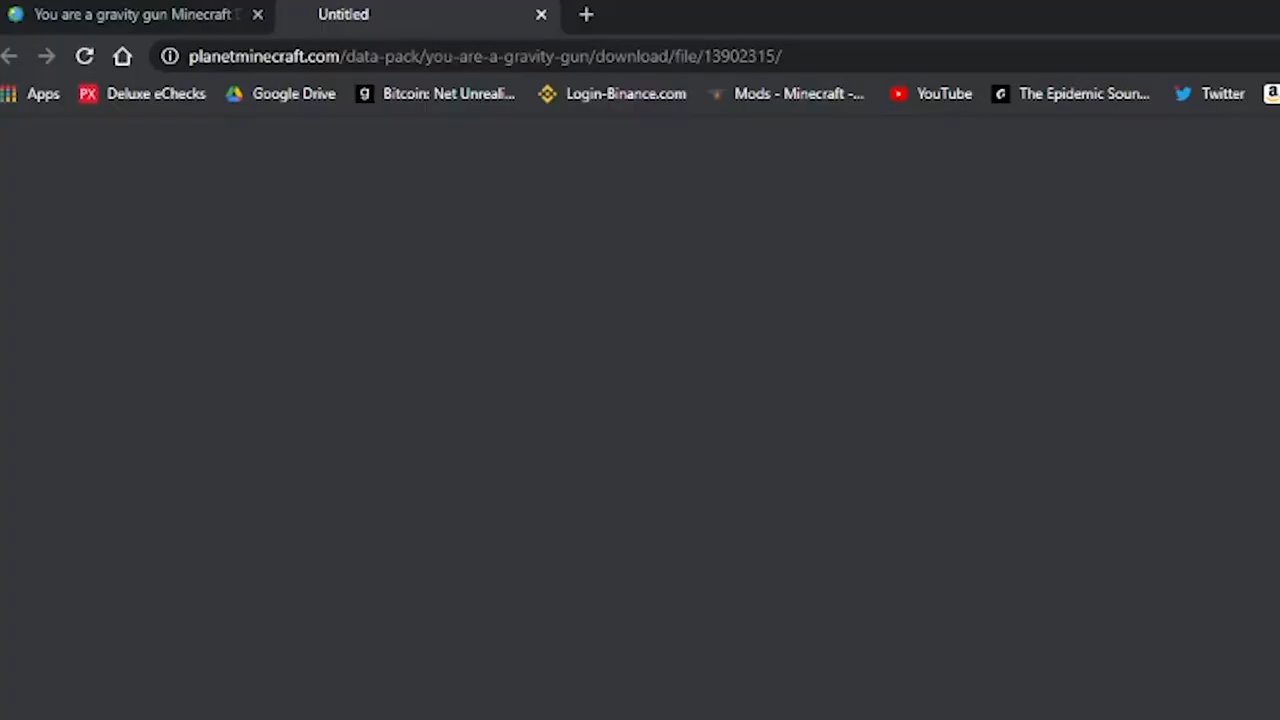 You are a gravity gun Minecraft Untitled
planetminecraft.com/data-pack/you-are-a-gravity-gun/download/file/13902315/
Apps PX Deluxe eChecks Google Drive g Bitcoin: Net Unreali... Login-Binance.com Mods - Minecraft -... YouTube G The Epidemic Soun... Twitter a